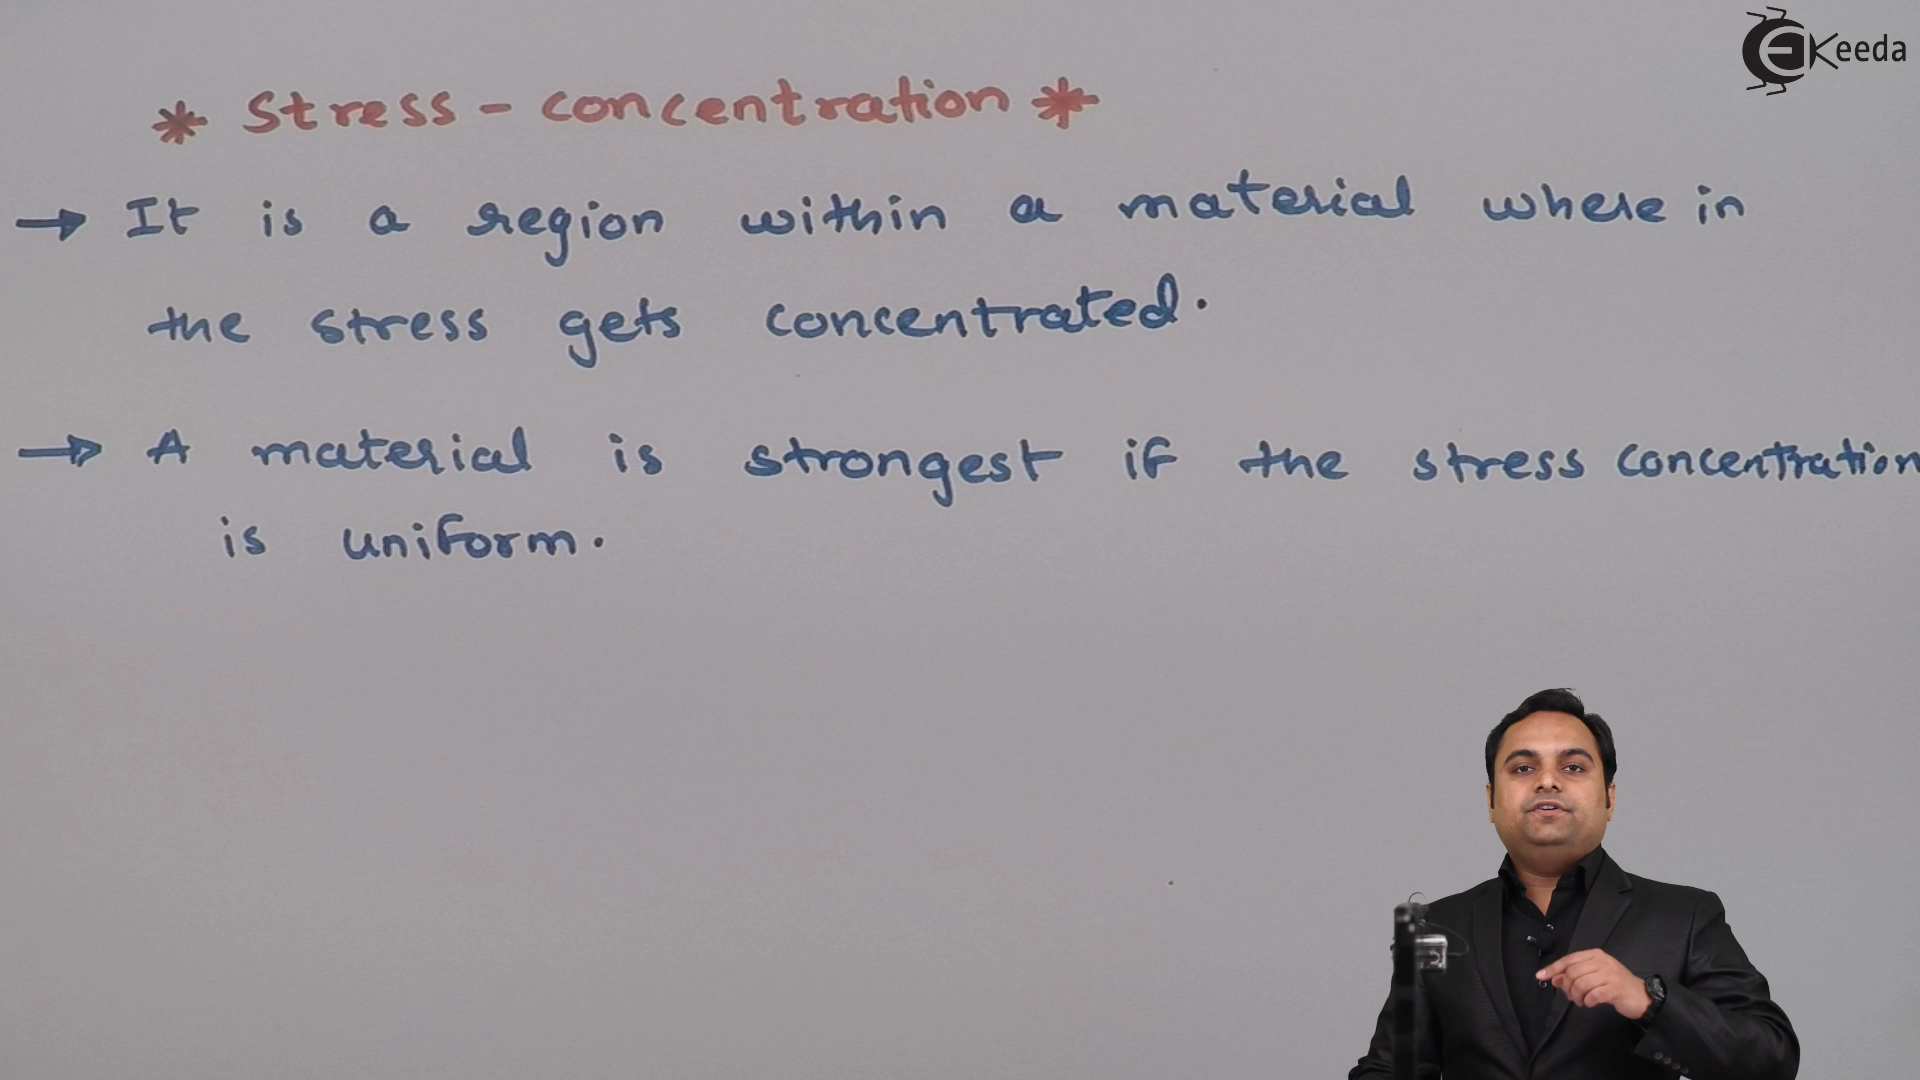 Ekeeda
* Stress - concentration *
→ It is a region within a material where in
the stress gets concentrated.
→ A material is strongest if the stress concentration
is uniform.